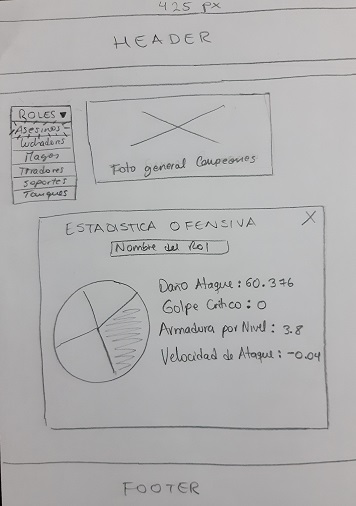 425 px
HEADER
ROLES ▼
Asesinos
Luchadores
Magos
Tiradores
Soportes
Tanques
Foto general Campeones
ESTADISTICA OFENSIVA X
Nombre del Rol
Daño Ataque : 60.376
Golpe Crítico : 0
Armadura por Nivel : 3.8
Velocidad de Ataque : -0.04
FOOTER